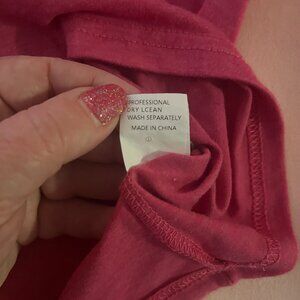 PROFESSIONAL
DRY LCEAN
WASH SEPARATELY
MADE IN CHINA